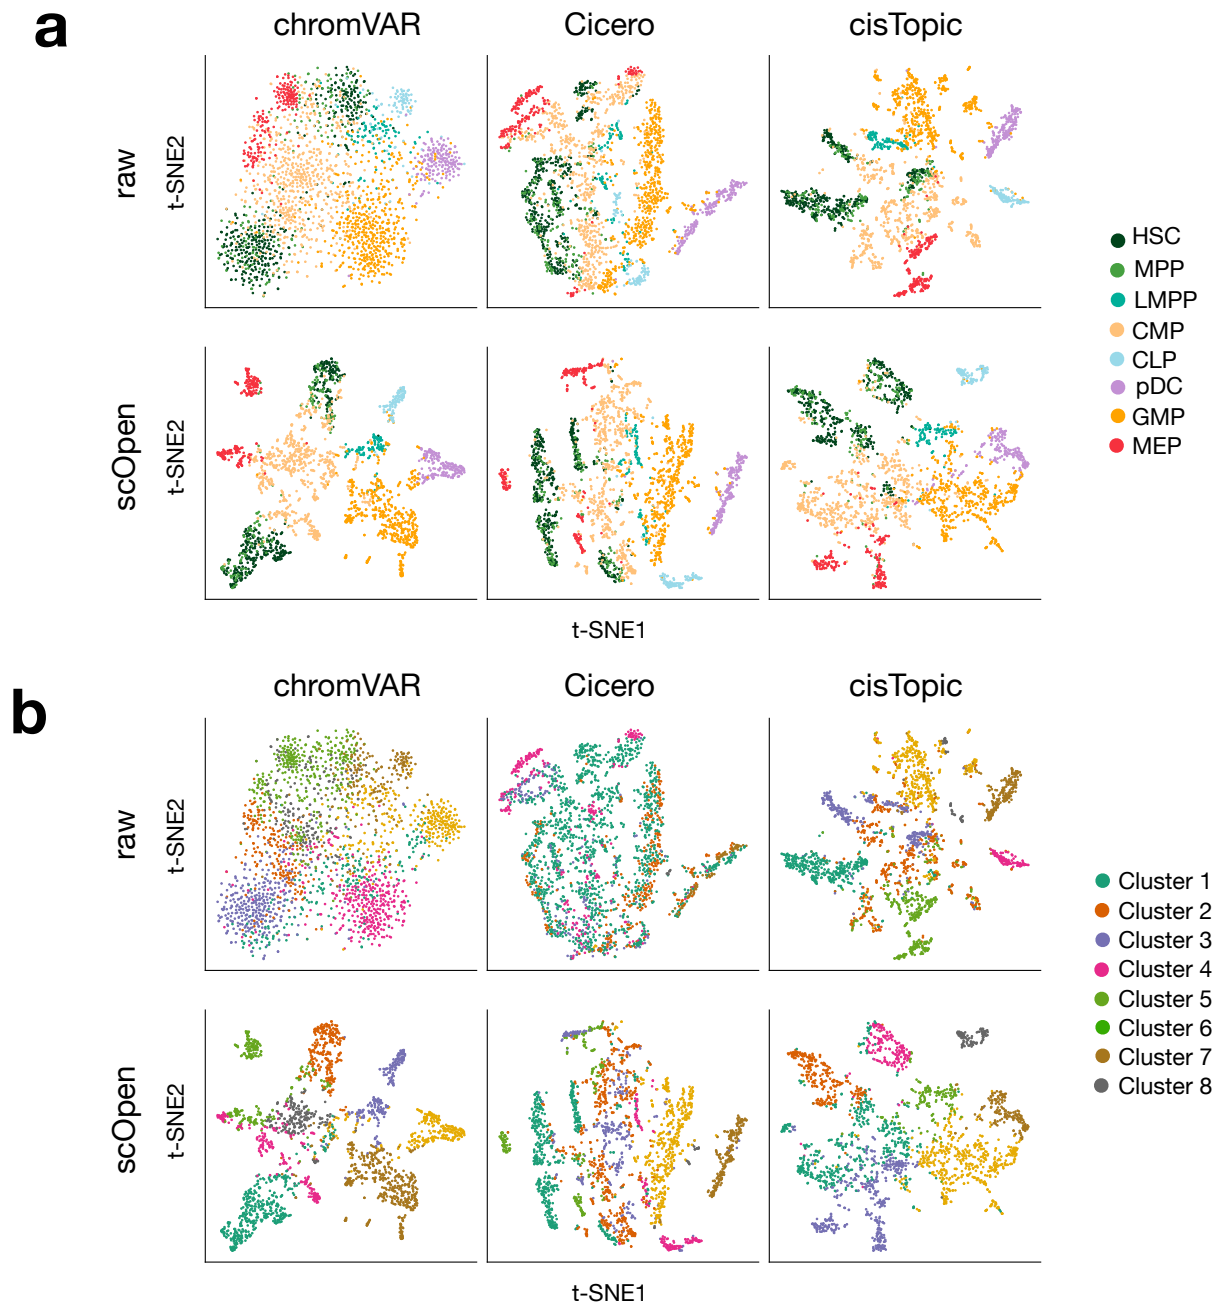 a
chromVAR
Cicero
cisTopic
raw
t-SNE2
scOpen
t-SNE2
t-SNE1
HSC
MPP
LMPP
CMP
CLP
pDC
GMP
MEP
b
chromVAR
Cicero
cisTopic
raw
t-SNE2
scOpen
t-SNE2
t-SNE1
Cluster 1
Cluster 2
Cluster 3
Cluster 4
Cluster 5
Cluster 6
Cluster 7
Cluster 8